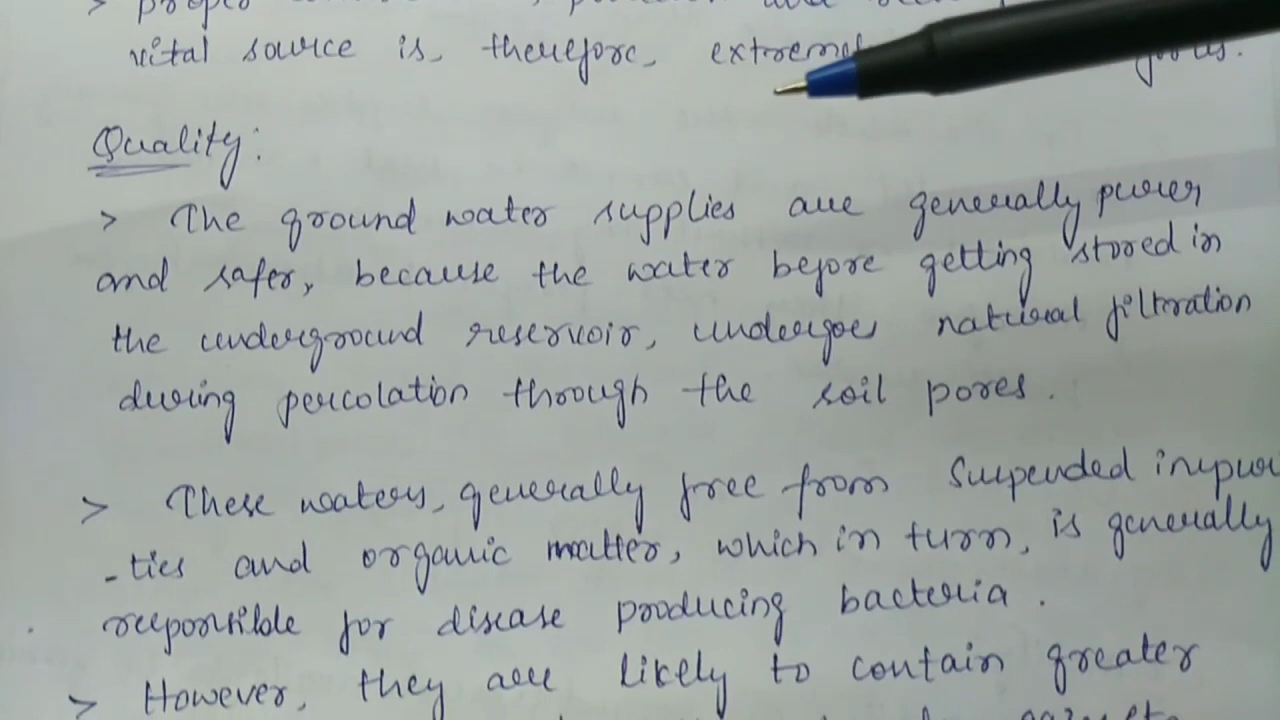 > proper
vital source is, therefore, extremel
Quality:
> The ground water supplies are generally purer
and safer, because the water before getting stored in
the underground reservoir, undergoes natural filtration
during percolation through the soil pores.
> These waters, generally free from suspended impuri
-ties and organic matter, which in turn, is generally
responsible for disease producing bacteria.
> However, they are likely to contain greater